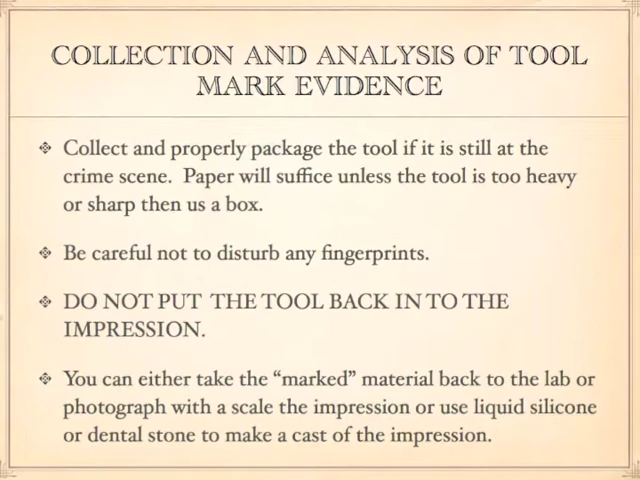 COLLECTION AND ANALYSIS OF TOOL
MARK EVIDENCE
Collect and properly package the tool if it is still at the
crime scene.  Paper will suffice unless the tool is too heavy
or sharp then us a box.
Be careful not to disturb any fingerprints.
DO NOT PUT  THE TOOL BACK IN TO THE
IMPRESSION.
You can either take the “marked” material back to the lab or
photograph with a scale the impression or use liquid silicone
or dental stone to make a cast of the impression.